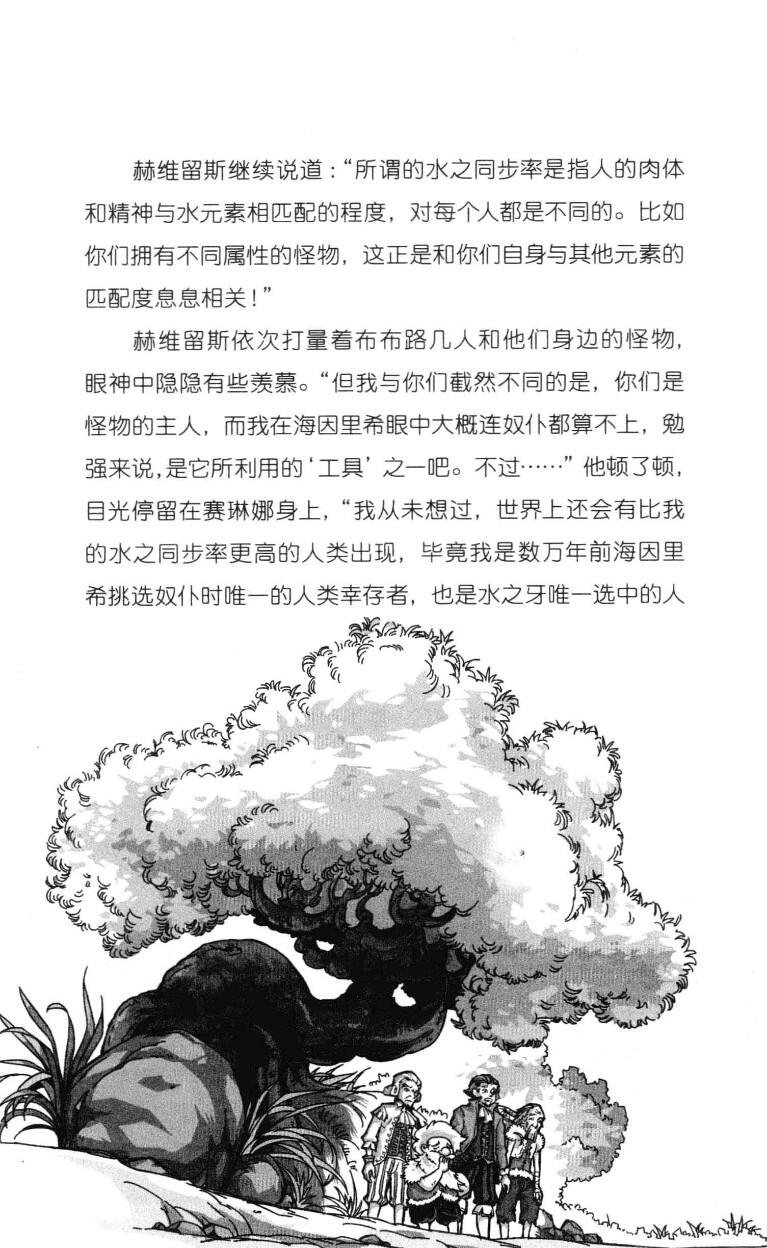 赫维留斯继续说道：“所谓的水之同步率是指人的肉体
和精神与水元素相匹配的程度，对每个人都是不同的。比如
你们拥有不同属性的怪物，这正是和你们自身与其他元素的
匹配度息息相关！”
赫维留斯依次打量着布布路几人和他们身边的怪物，
眼神中隐隐有些羡慕。“但我与你们截然不同的是，你们是
怪物的主人，而我在海因里希眼中大概连奴仆都算不上，勉
强来说，是它所利用的‘工具’之一吧。不过……”他顿了顿，
目光停留在赛琳娜身上，“我从未想过，世界上还会有比我
的水之同步率更高的人类出现，毕竟我是数万年前海因里
希挑选奴仆时唯一的人类幸存者，也是水之牙唯一选中的人